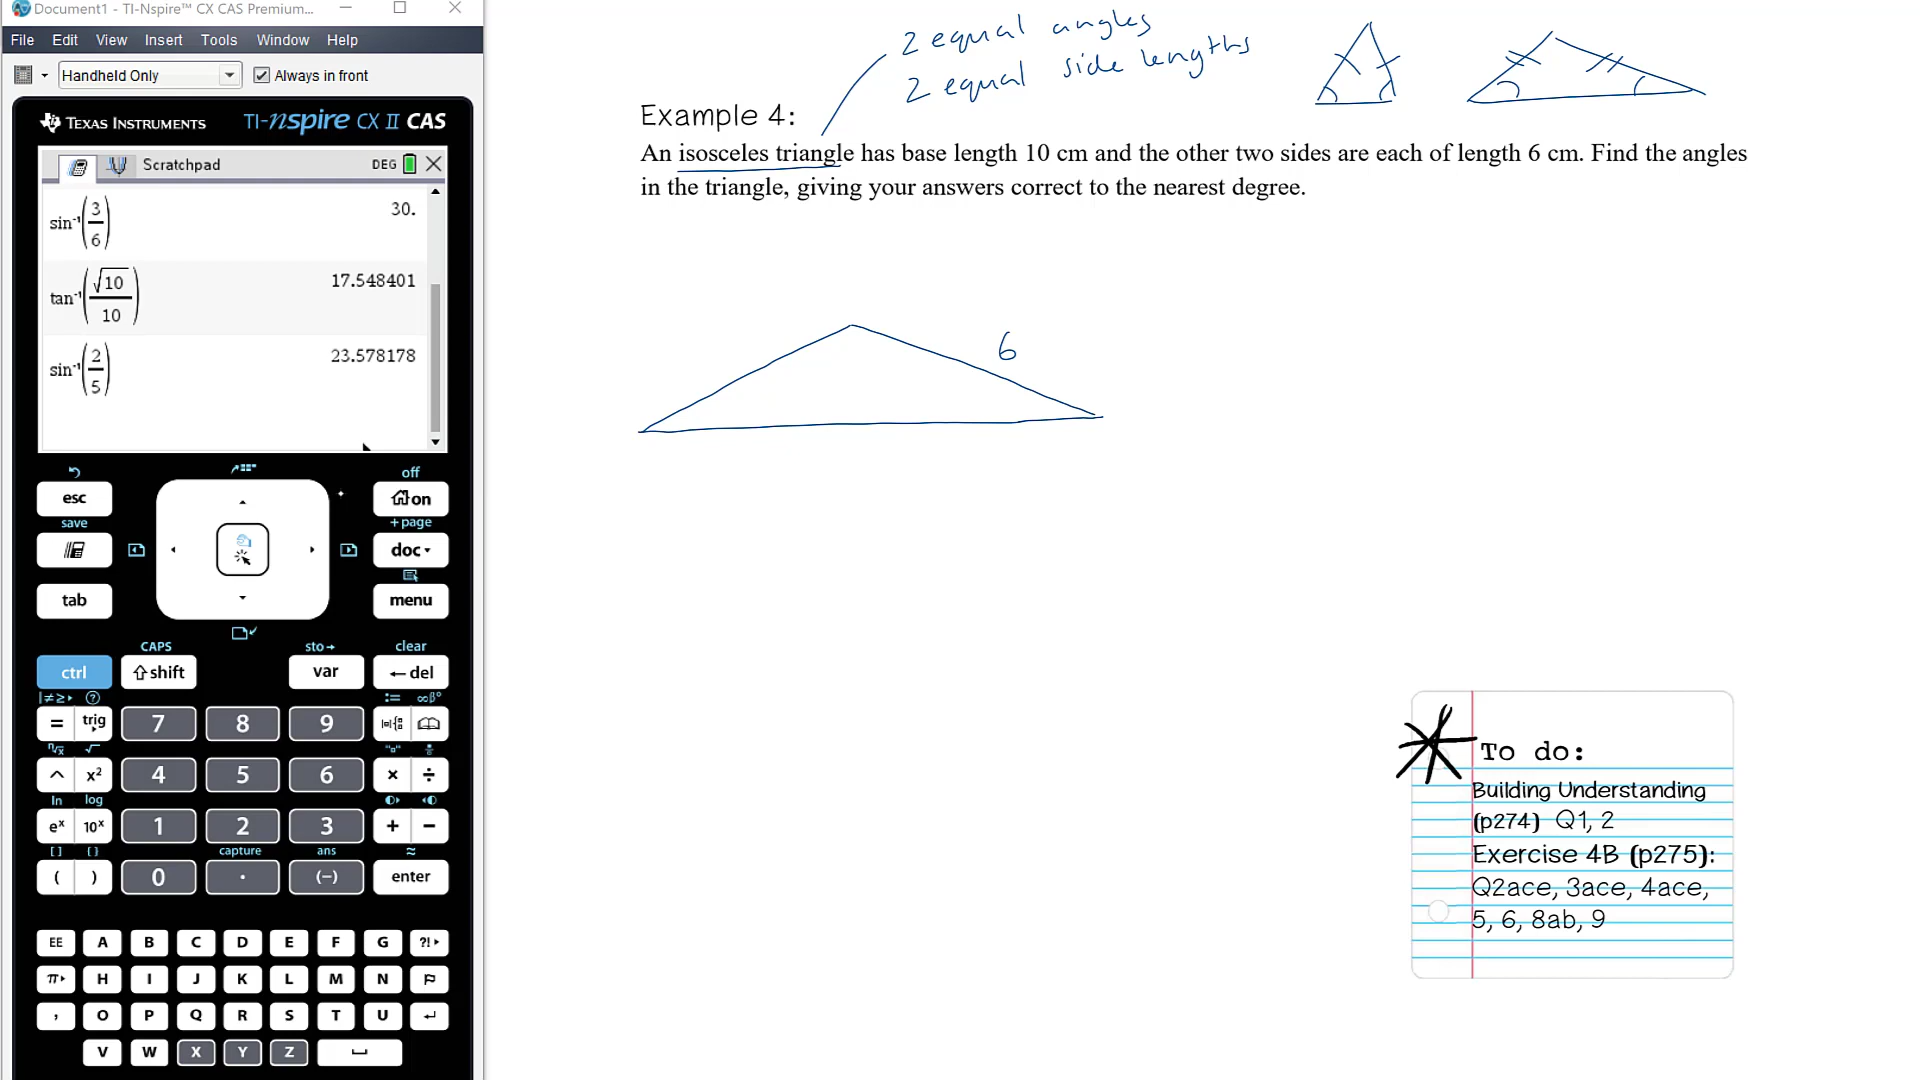 Document1 - TI-Nspire™ CX CAS Premium...
File Edit View Insert Tools Window Help
Handheld Only Always in front
TEXAS INSTRUMENTS TI-nspire CX II CAS
Scratchpad DEG
sin⁻¹(3/6) 30.
tan⁻¹(√10/10) 17.548401
sin⁻¹(2/5) 23.578178
off
esc on
save + page
doc
tab menu
CAPS sto→ clear
ctrl shift var ←del
|≠≥▸ ? := ∞β°
= trig 7 8 9
ⁿ√x √
^ x² 4 5 6 × ÷
ln log
eˣ 10ˣ 1 2 3 + −
[ ] { } capture ans ≈
( ) 0 . (−) enter
EE A B C D E F G ?!▸
π▸ H I J K L M N
, O P Q R S T U
V W X Y Z
2 equal angles
2 equal side lengths
Example 4:
An isosceles triangle has base length 10 cm and the other two sides are each of length 6 cm. Find the angles
in the triangle, giving your answers correct to the nearest degree.
6
To do:
Building Understanding
(p274) Q1, 2
Exercise 4B (p275):
Q2ace, 3ace, 4ace,
5, 6, 8ab, 9